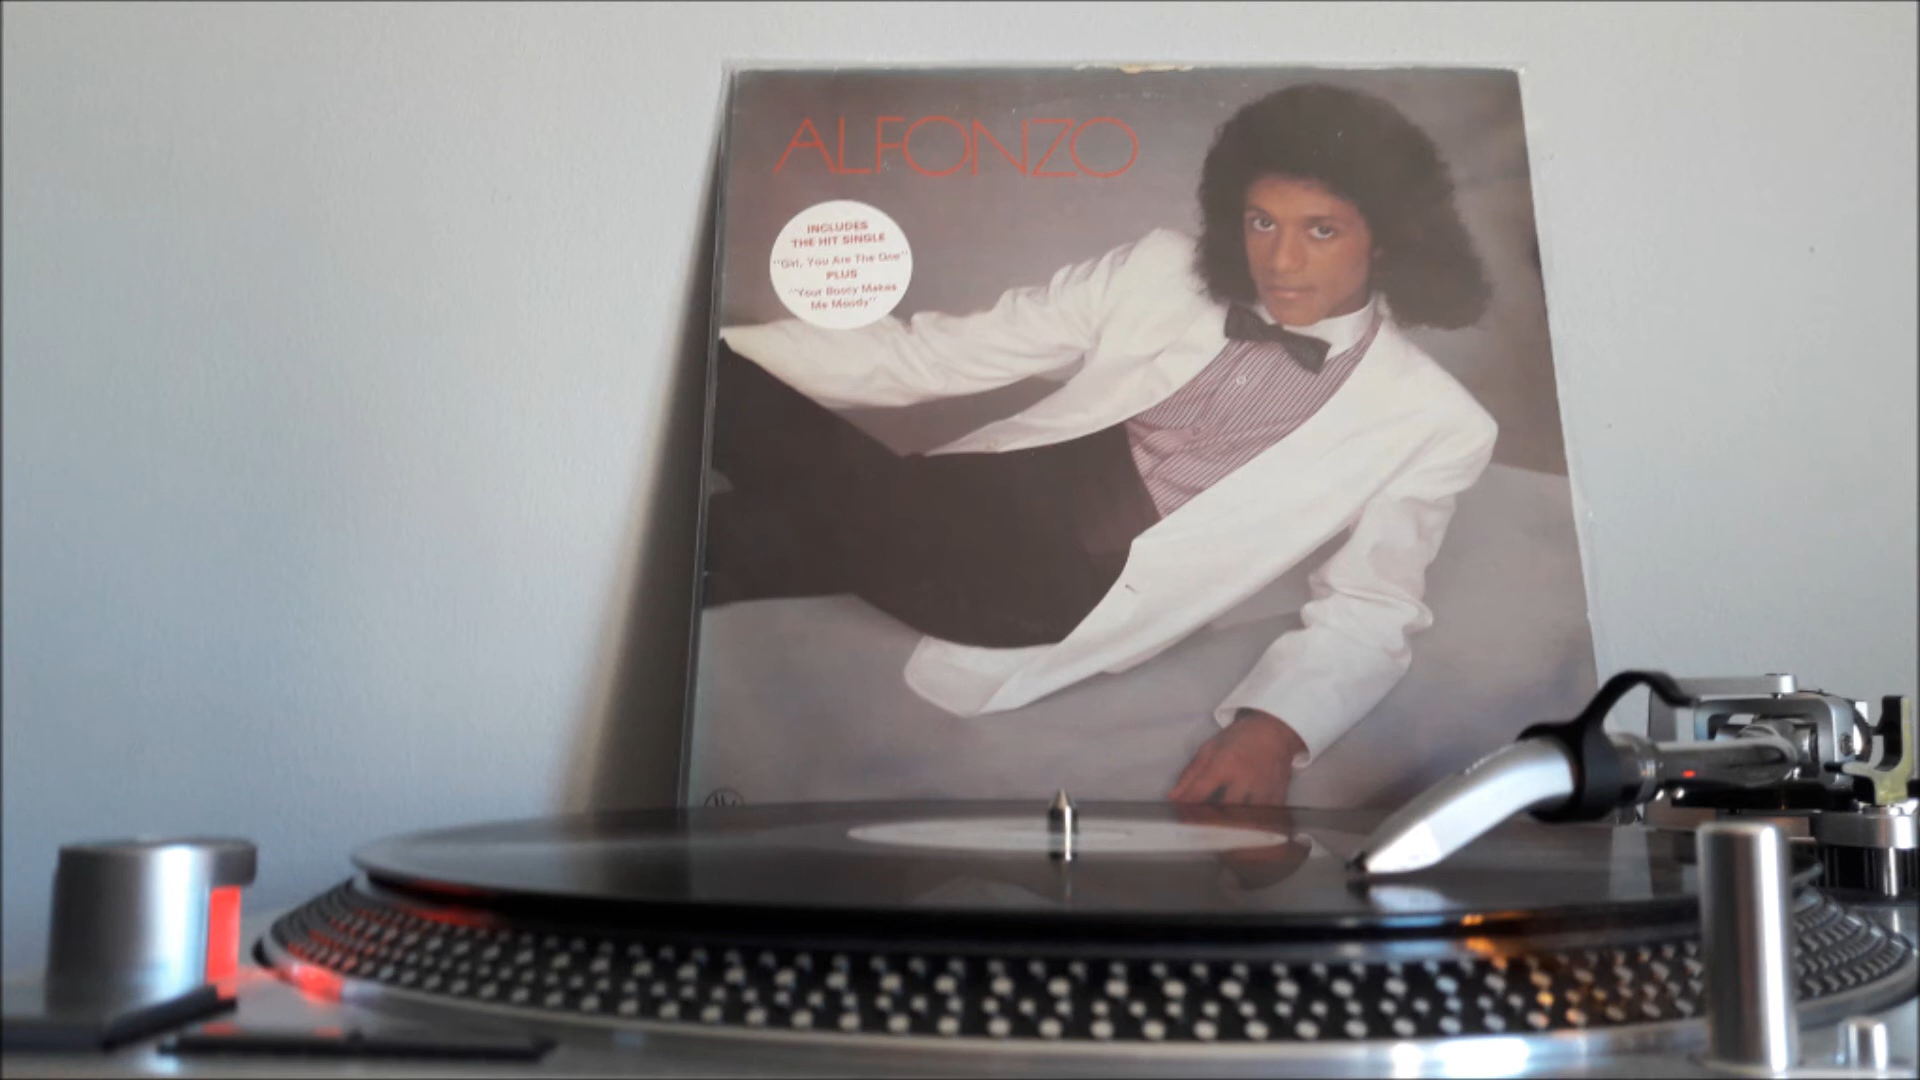 ALFONZO
INCLUDES
THE HIT SINGLE
"Girl, You Are The One"
PLUS
"Your Booty Makes
Me Moody"